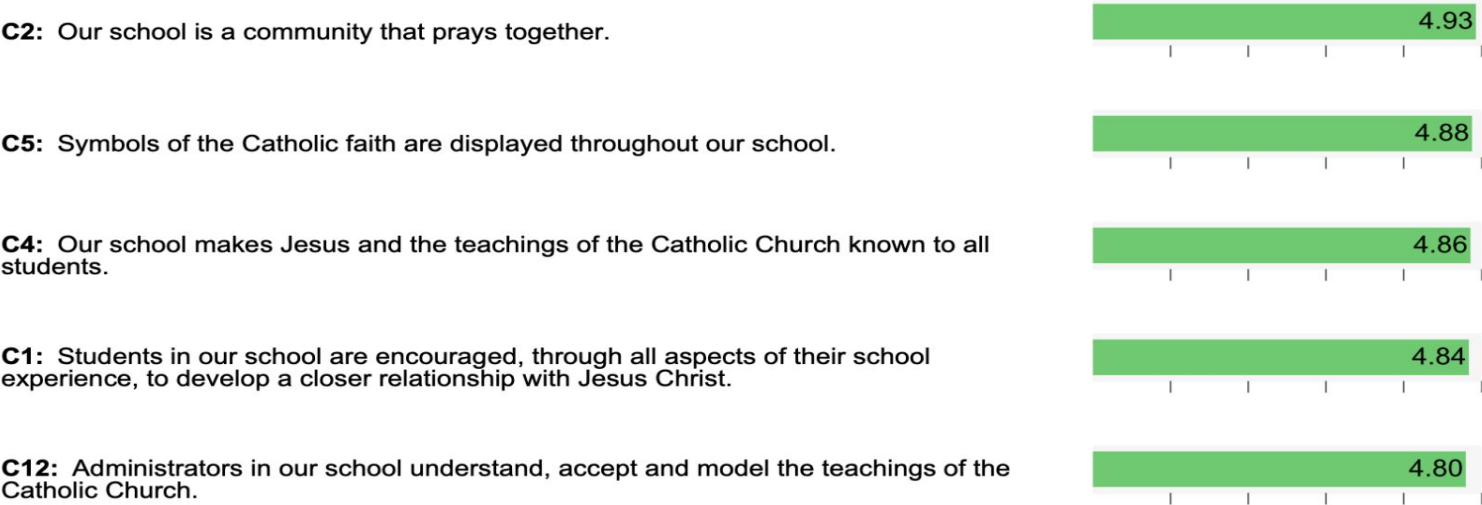 C2: Our school is a community that prays together.
4.93
C5: Symbols of the Catholic faith are displayed throughout our school.
4.88
C4: Our school makes Jesus and the teachings of the Catholic Church known to all
students.
4.86
C1: Students in our school are encouraged, through all aspects of their school
experience, to develop a closer relationship with Jesus Christ.
4.84
C12: Administrators in our school understand, accept and model the teachings of the
Catholic Church.
4.80